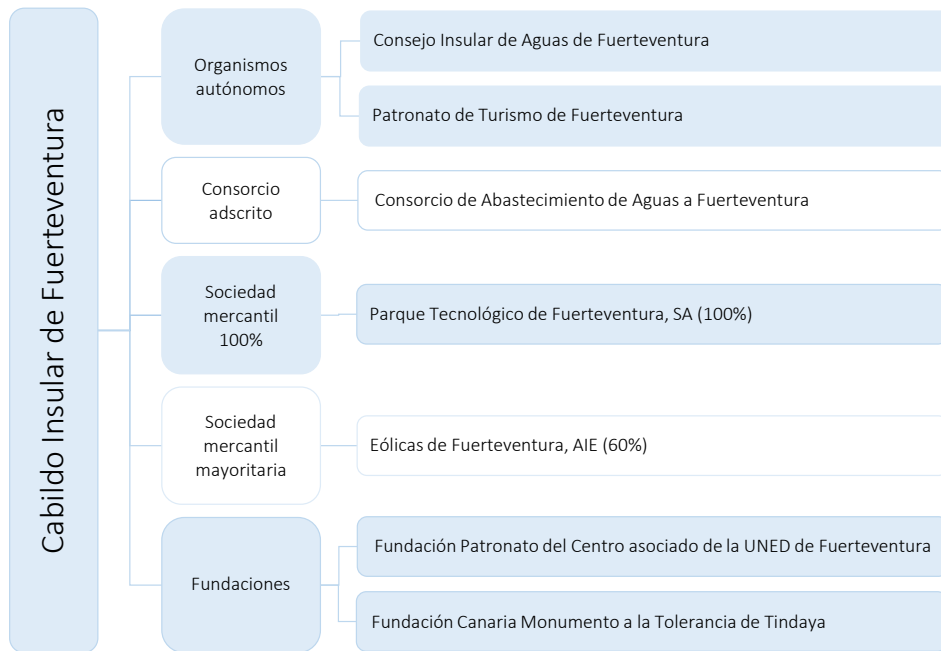 Cabildo Insular de Fuerteventura
Organismos
autónomos
Consejo Insular de Aguas de Fuerteventura
Patronato de Turismo de Fuerteventura
Consorcio
adscrito
Consorcio de Abastecimiento de Aguas a Fuerteventura
Sociedad
mercantil
100%
Parque Tecnológico de Fuerteventura, SA (100%)
Sociedad
mercantil
mayoritaria
Eólicas de Fuerteventura, AIE (60%)
Fundaciones
Fundación Patronato del Centro asociado de la UNED de Fuerteventura
Fundación Canaria Monumento a la Tolerancia de Tindaya